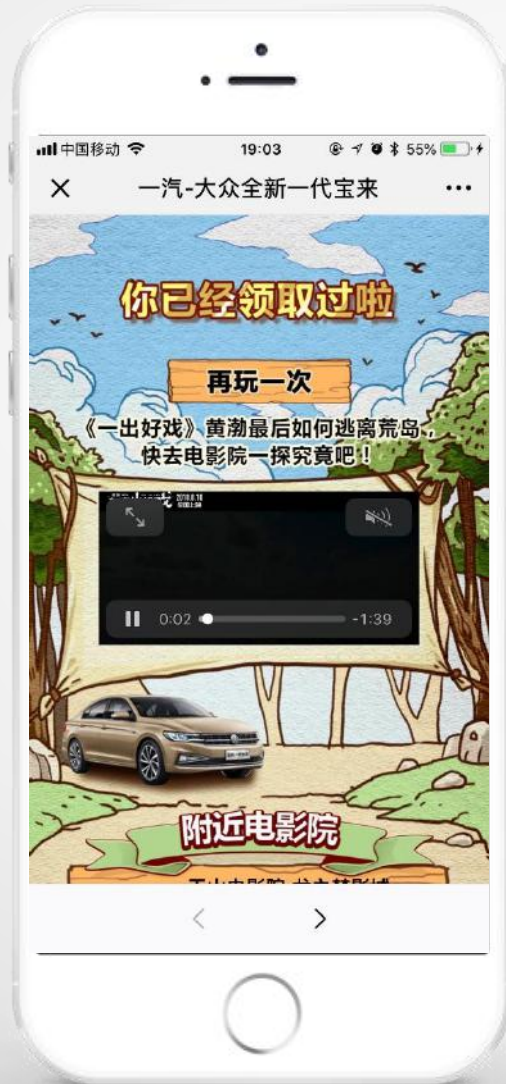 中国移动
19:03
55%
一汽-大众全新一代宝来
你已经领取过啦
再玩一次
《一出好戏》黄渤最后如何逃离荒岛，
快去电影院一探究竟吧！
2018.8.10
0:02
-1:39
附近电影院